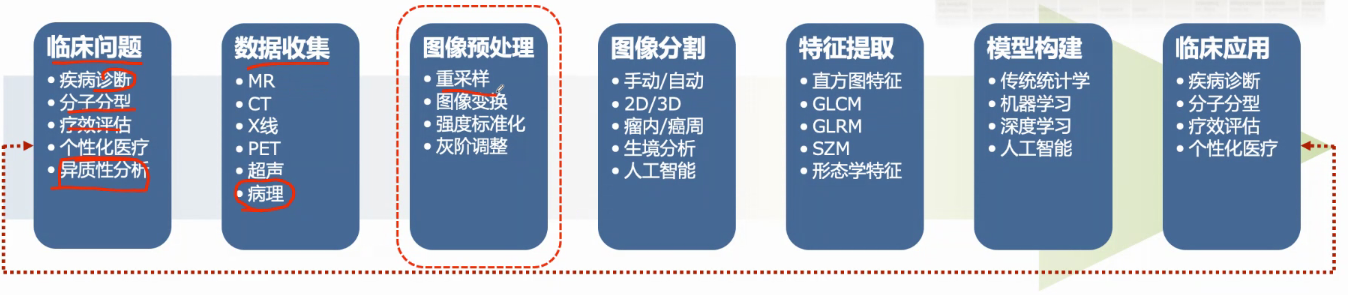 临床问题
• 疾病诊断
• 分子分型
• 疗效评估
• 个性化医疗
• 异质性分析
数据收集
• MR
• CT
• X线
• PET
• 超声
• 病理
图像预处理
• 重采样
• 图像变换
• 强度标准化
• 灰阶调整
图像分割
• 手动/自动
• 2D/3D
• 瘤内/癌周
• 生境分析
• 人工智能
特征提取
• 直方图特征
• GLCM
• GLRM
• SZM
• 形态学特征
模型构建
• 传统统计学
• 机器学习
• 深度学习
• 人工智能
临床应用
• 疾病诊断
• 分子分型
• 疗效评估
• 个性化医疗